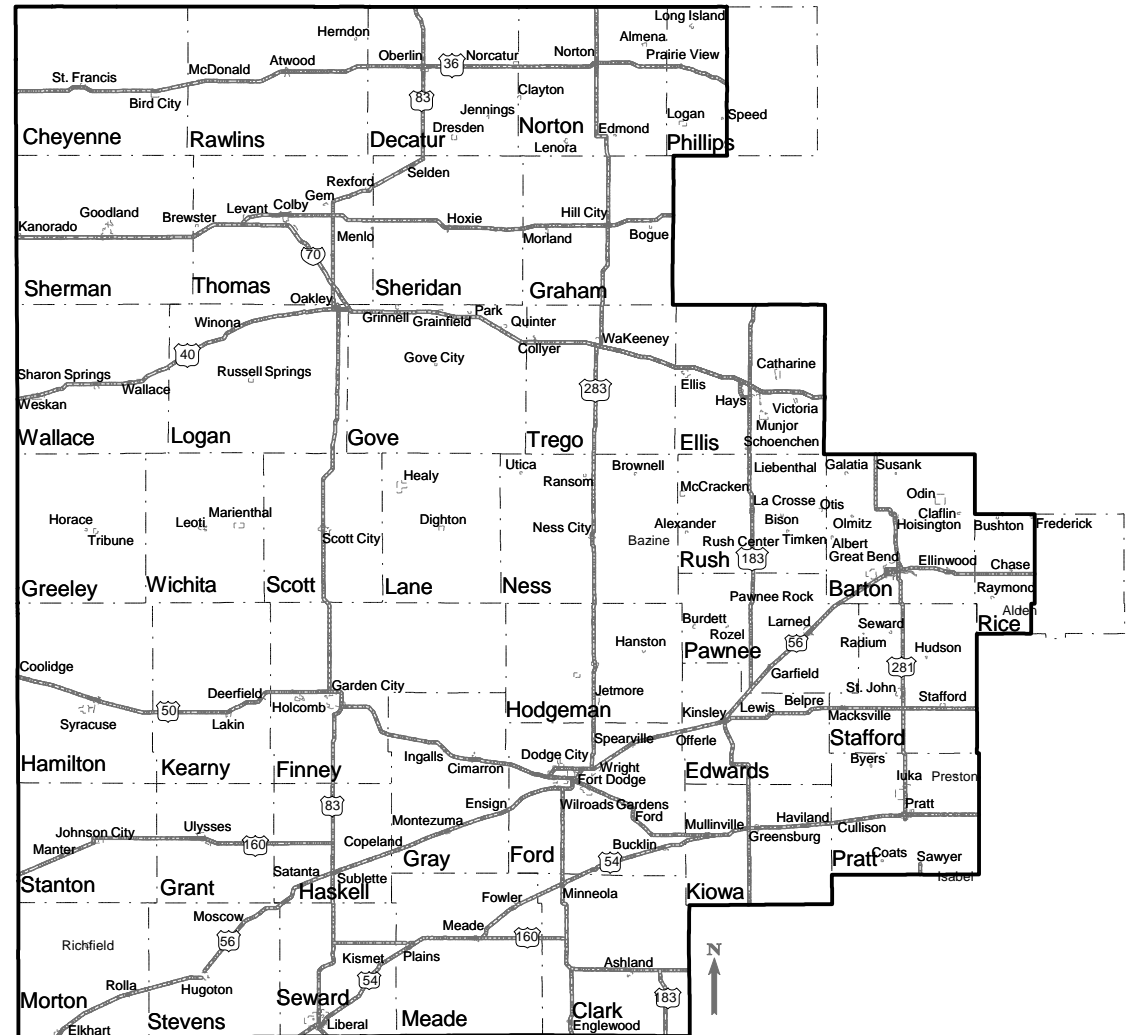 Long Island
Herndon
Almena
Oberlin
36
Norcatur
Norton
Prairie View
Atwood
McDonald
St. Francis
Bird City
83
Clayton
Jennings
Dresden
Logan
Speed
Cheyenne
Rawlins
Decatur
Norton
Edmond
Lenora
Phillips
Selden
Rexford
Gem
Goodland
Brewster
Levant
Colby
Hoxie
Hill City
Kanorado
Menlo
Morland
Bogue
70
Sherman
Thomas
Sheridan
Graham
Oakley
Winona
Grinnell
Grainfield
Park
Quinter
Collyer
WaKeeney
40
Gove City
Catharine
Sharon Springs
Russell Springs
Weskan
Wallace
283
Ellis
Hays
Victoria
Munjor
Schoenchen
Wallace
Logan
Gove
Trego
Ellis
Utica
Brownell
Liebenthal
Galatia
Susank
Healy
Ransom
McCracken
Odin
La Crosse
Otis
Claflin
Horace
Leoti
Marienthal
Dighton
Ness City
Alexander
Bison
Olmitz
Hoisington
Bushton
Frederick
Tribune
Scott City
Bazine
Rush Center
Timken
Albert
Great Bend
Rush
183
Ellinwood
Chase
Greeley
Wichita
Scott
Lane
Ness
Barton
Raymond
Pawnee Rock
Alden
Burdett
Rozel
Larned
Seward
Rice
Hanston
Pawnee
56
Radium
Hudson
Coolidge
281
Garfield
Deerfield
Garden City
Jetmore
St. John
Stafford
Holcomb
Belpre
Syracuse
50
Lakin
Hodgeman
Kinsley
Lewis
Macksville
Spearville
Offerle
Stafford
Ingalls
Dodge City
Byers
Hamilton
Kearny
Finney
Cimarron
Wright
Edwards
Fort Dodge
Iuka
Preston
83
Ensign
Wilroads Gardens
Pratt
Ford
Johnson City
Ulysses
Montezuma
Mullinville
Haviland
Cullison
Manter
160
Copeland
Bucklin
Greensburg
Gray
Ford
54
Pratt
Coats
Sawyer
Satanta
Sublette
Isabel
Stanton
Grant
Haskell
Fowler
Minneola
Kiowa
Moscow
Meade
56
160
Richfield
Kismet
Plains
N
Ashland
Rolla
Hugoton
54
183
Morton
Seward
Elkhart
Stevens
Liberal
Meade
Clark
Englewood